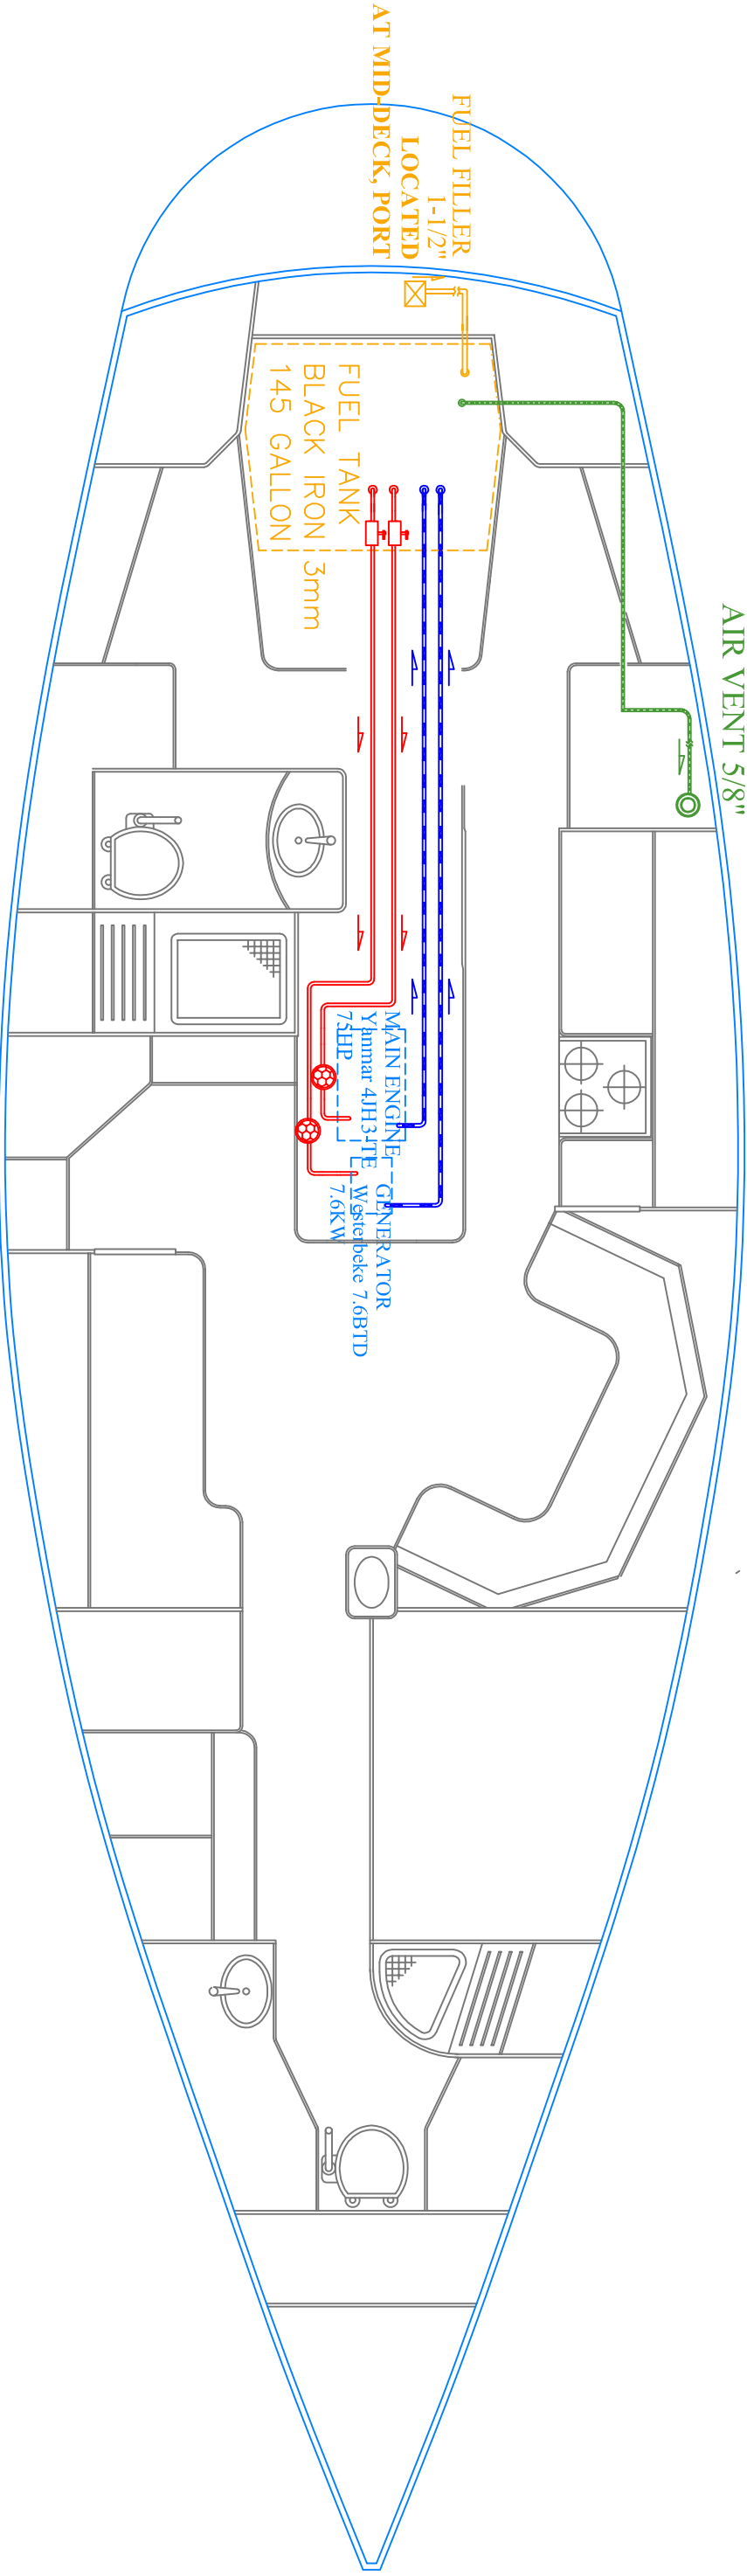 FUEL FILLER
1-1/2"
LOCATED
AT MID-DECK, PORT
FUEL TANK
BLACK IRON 3mm
145 GALLON
AIR VENT 5/8"
MAIN ENGINE
Yanmar 4JH3-TE
75HP
GENERATOR
Westerbeke 7.6BTD
7.6KW